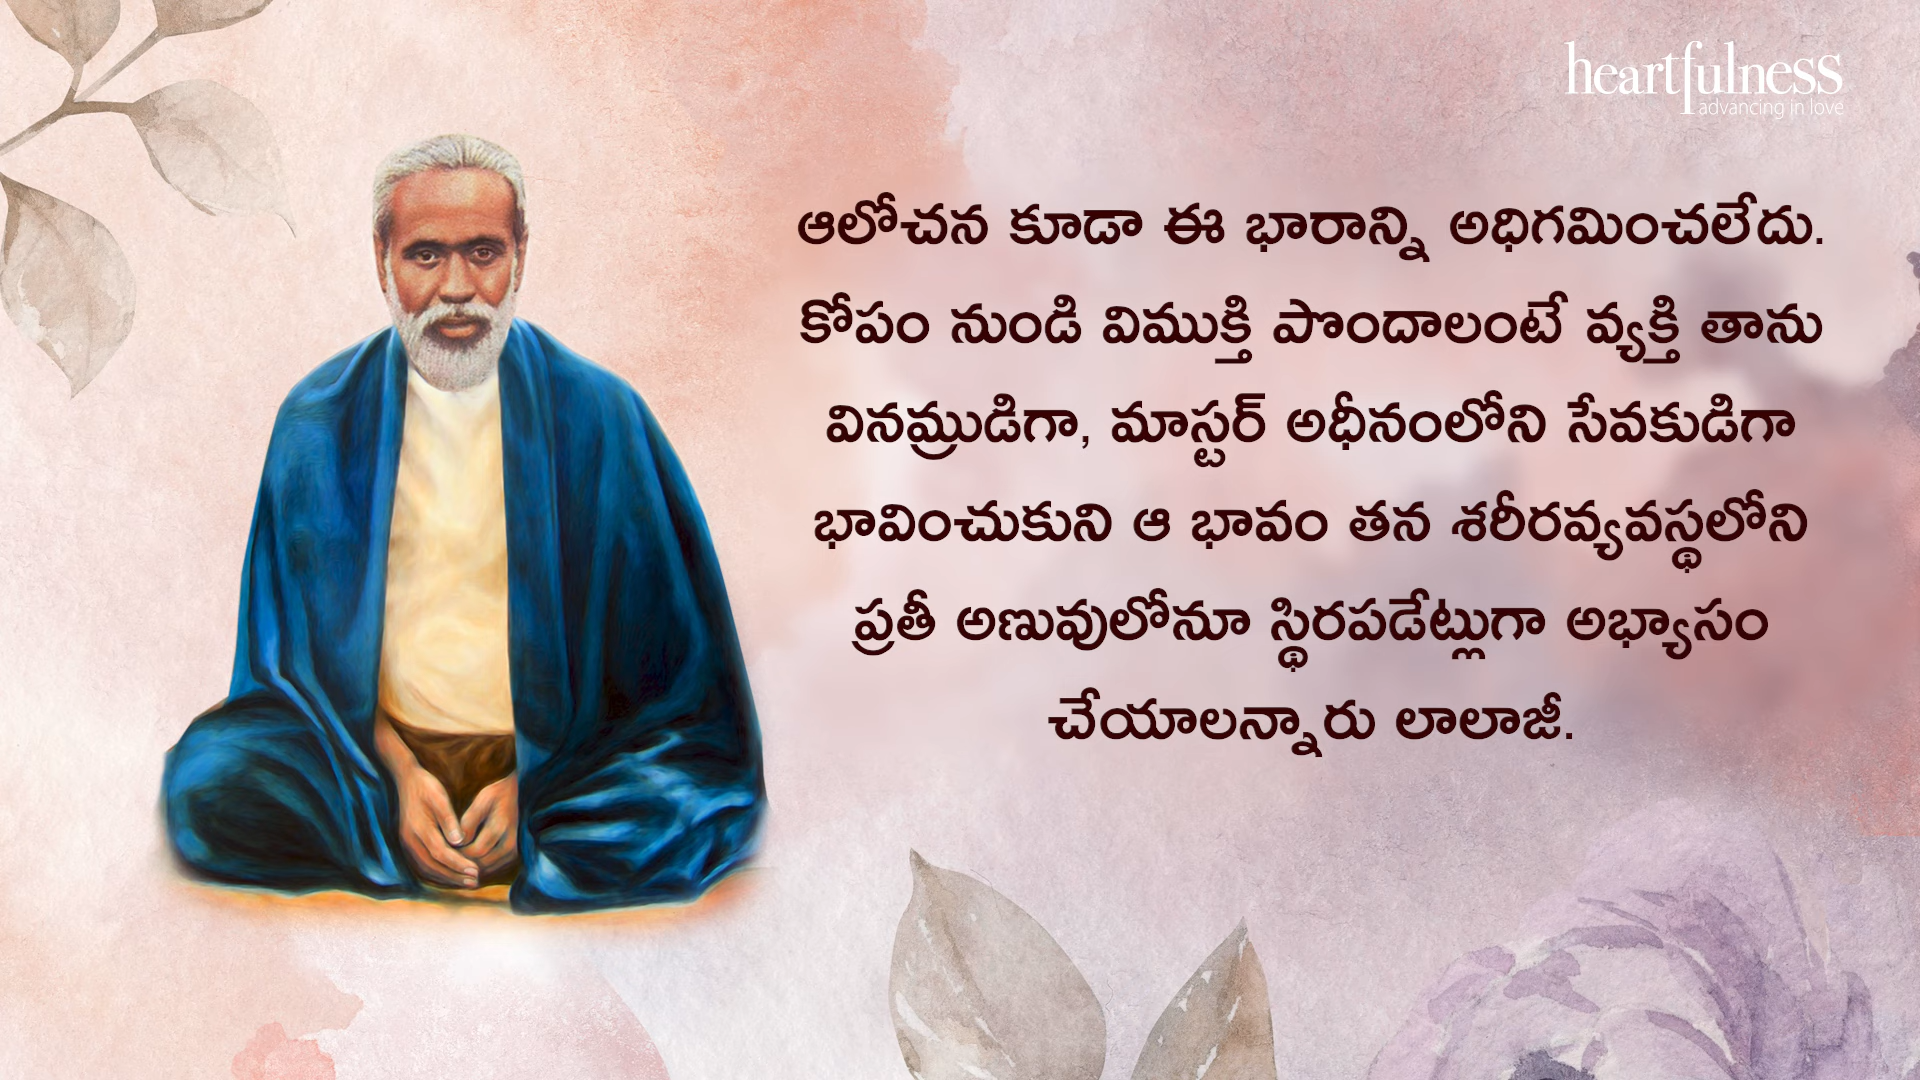 heartfulness
advancing in love
ఆలోచన కూడా ఈ భారాన్ని అధిగమించలేదు.
కోపం నుండి విముక్తి పొందాలంటే వ్యక్తి తాను
వినమ్రుడిగా, మాస్టర్ అధీనంలోని సేవకుడిగా
భావించుకుని ఆ భావం తన శరీరవ్యవస్థలోని
ప్రతీ అణువులోనూ స్థిరపడేట్లుగా అభ్యాసం
చేయాలన్నారు లాలాజీ.